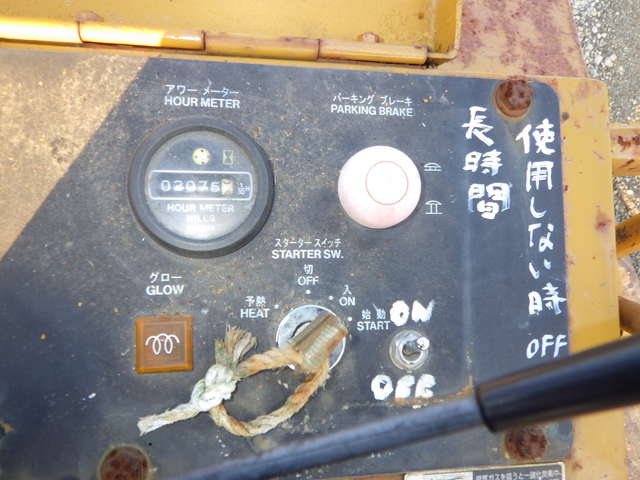 アワー メーター
HOUR METER
02075
1/10
H
HOUR METER
パーキング ブレーキ
PARKING BRAKE
スタータースイッチ
STARTER SW.
切
OFF
入
ON
予熱
HEAT
始動
START
グロー
GLOW
ON
OFF
使用しない時
長時間
OFF